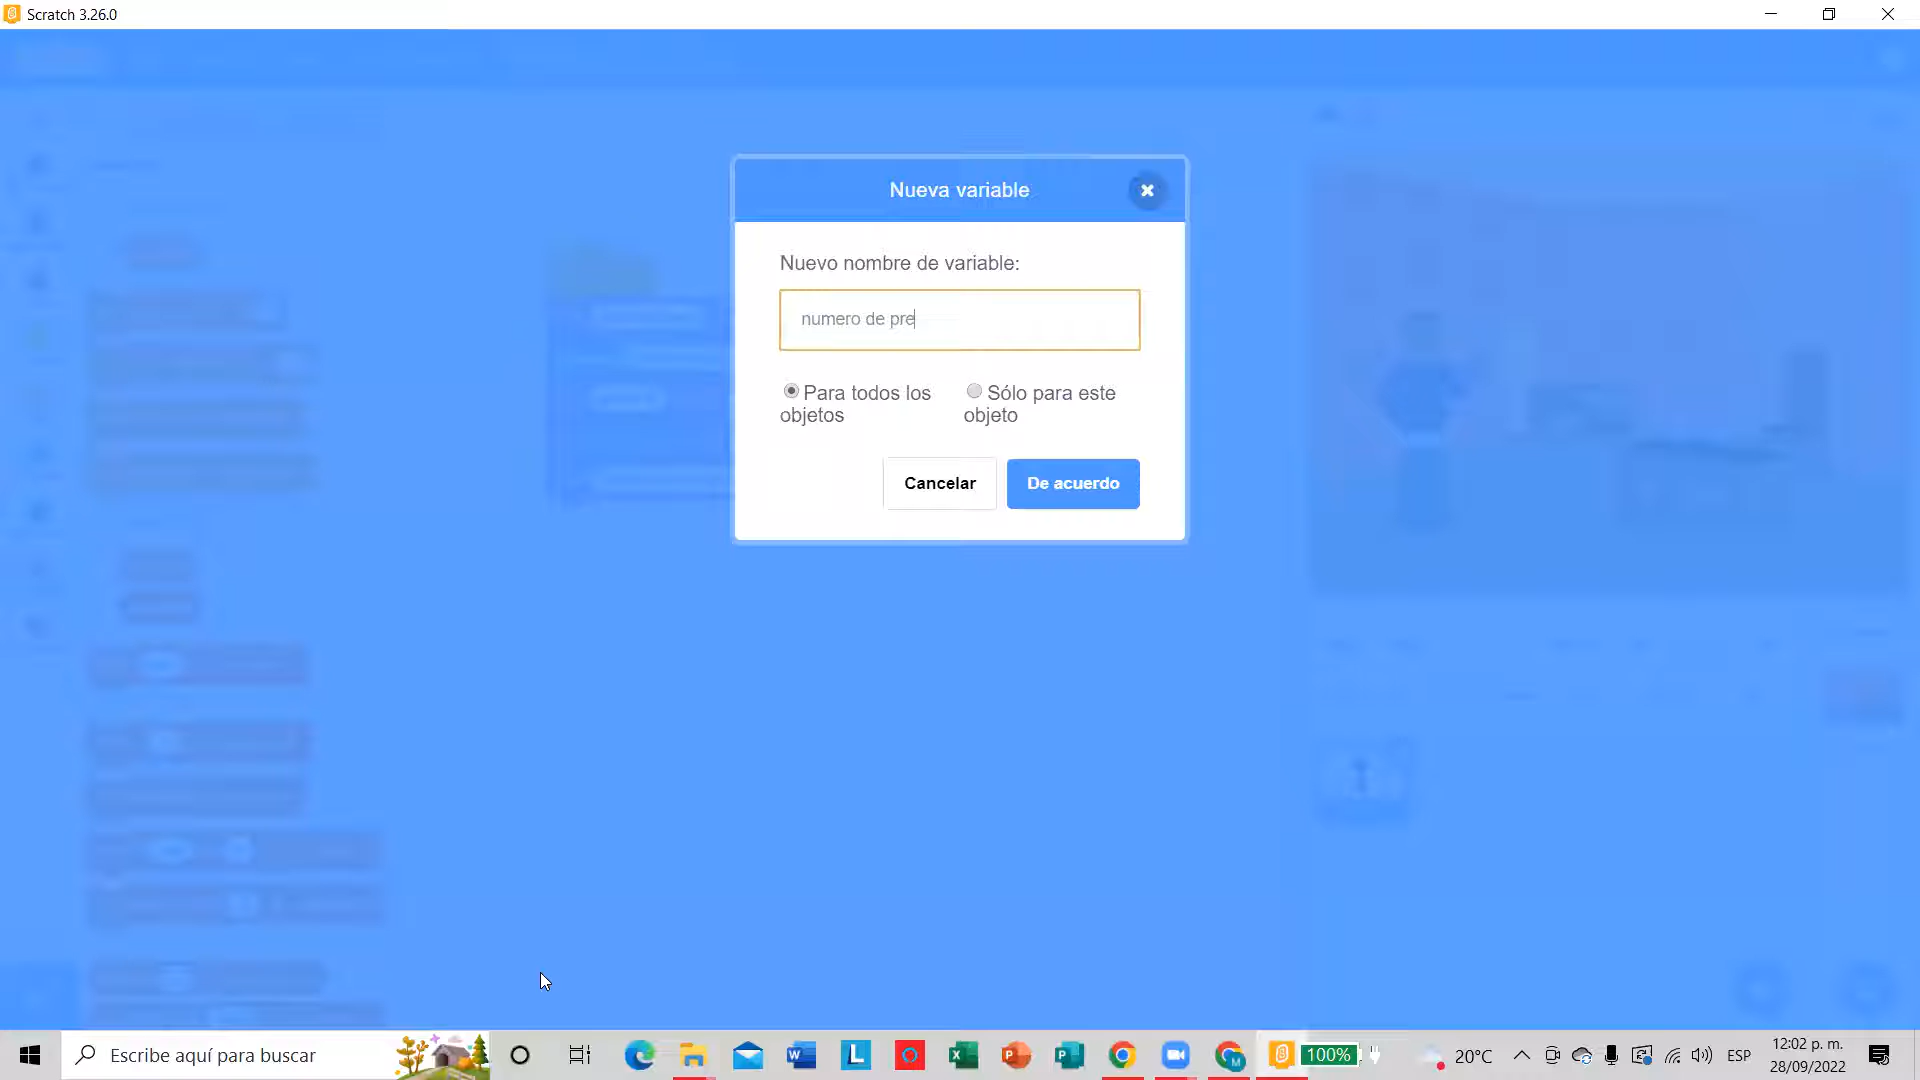 Scratch 3.26.0
Nueva variable
Nuevo nombre de variable:
numero de pre
Para todos los
objetos
Sólo para este
objeto
Cancelar
De acuerdo
Escribe aquí para buscar
100%
20°C
ESP
12:02 p. m.
28/09/2022